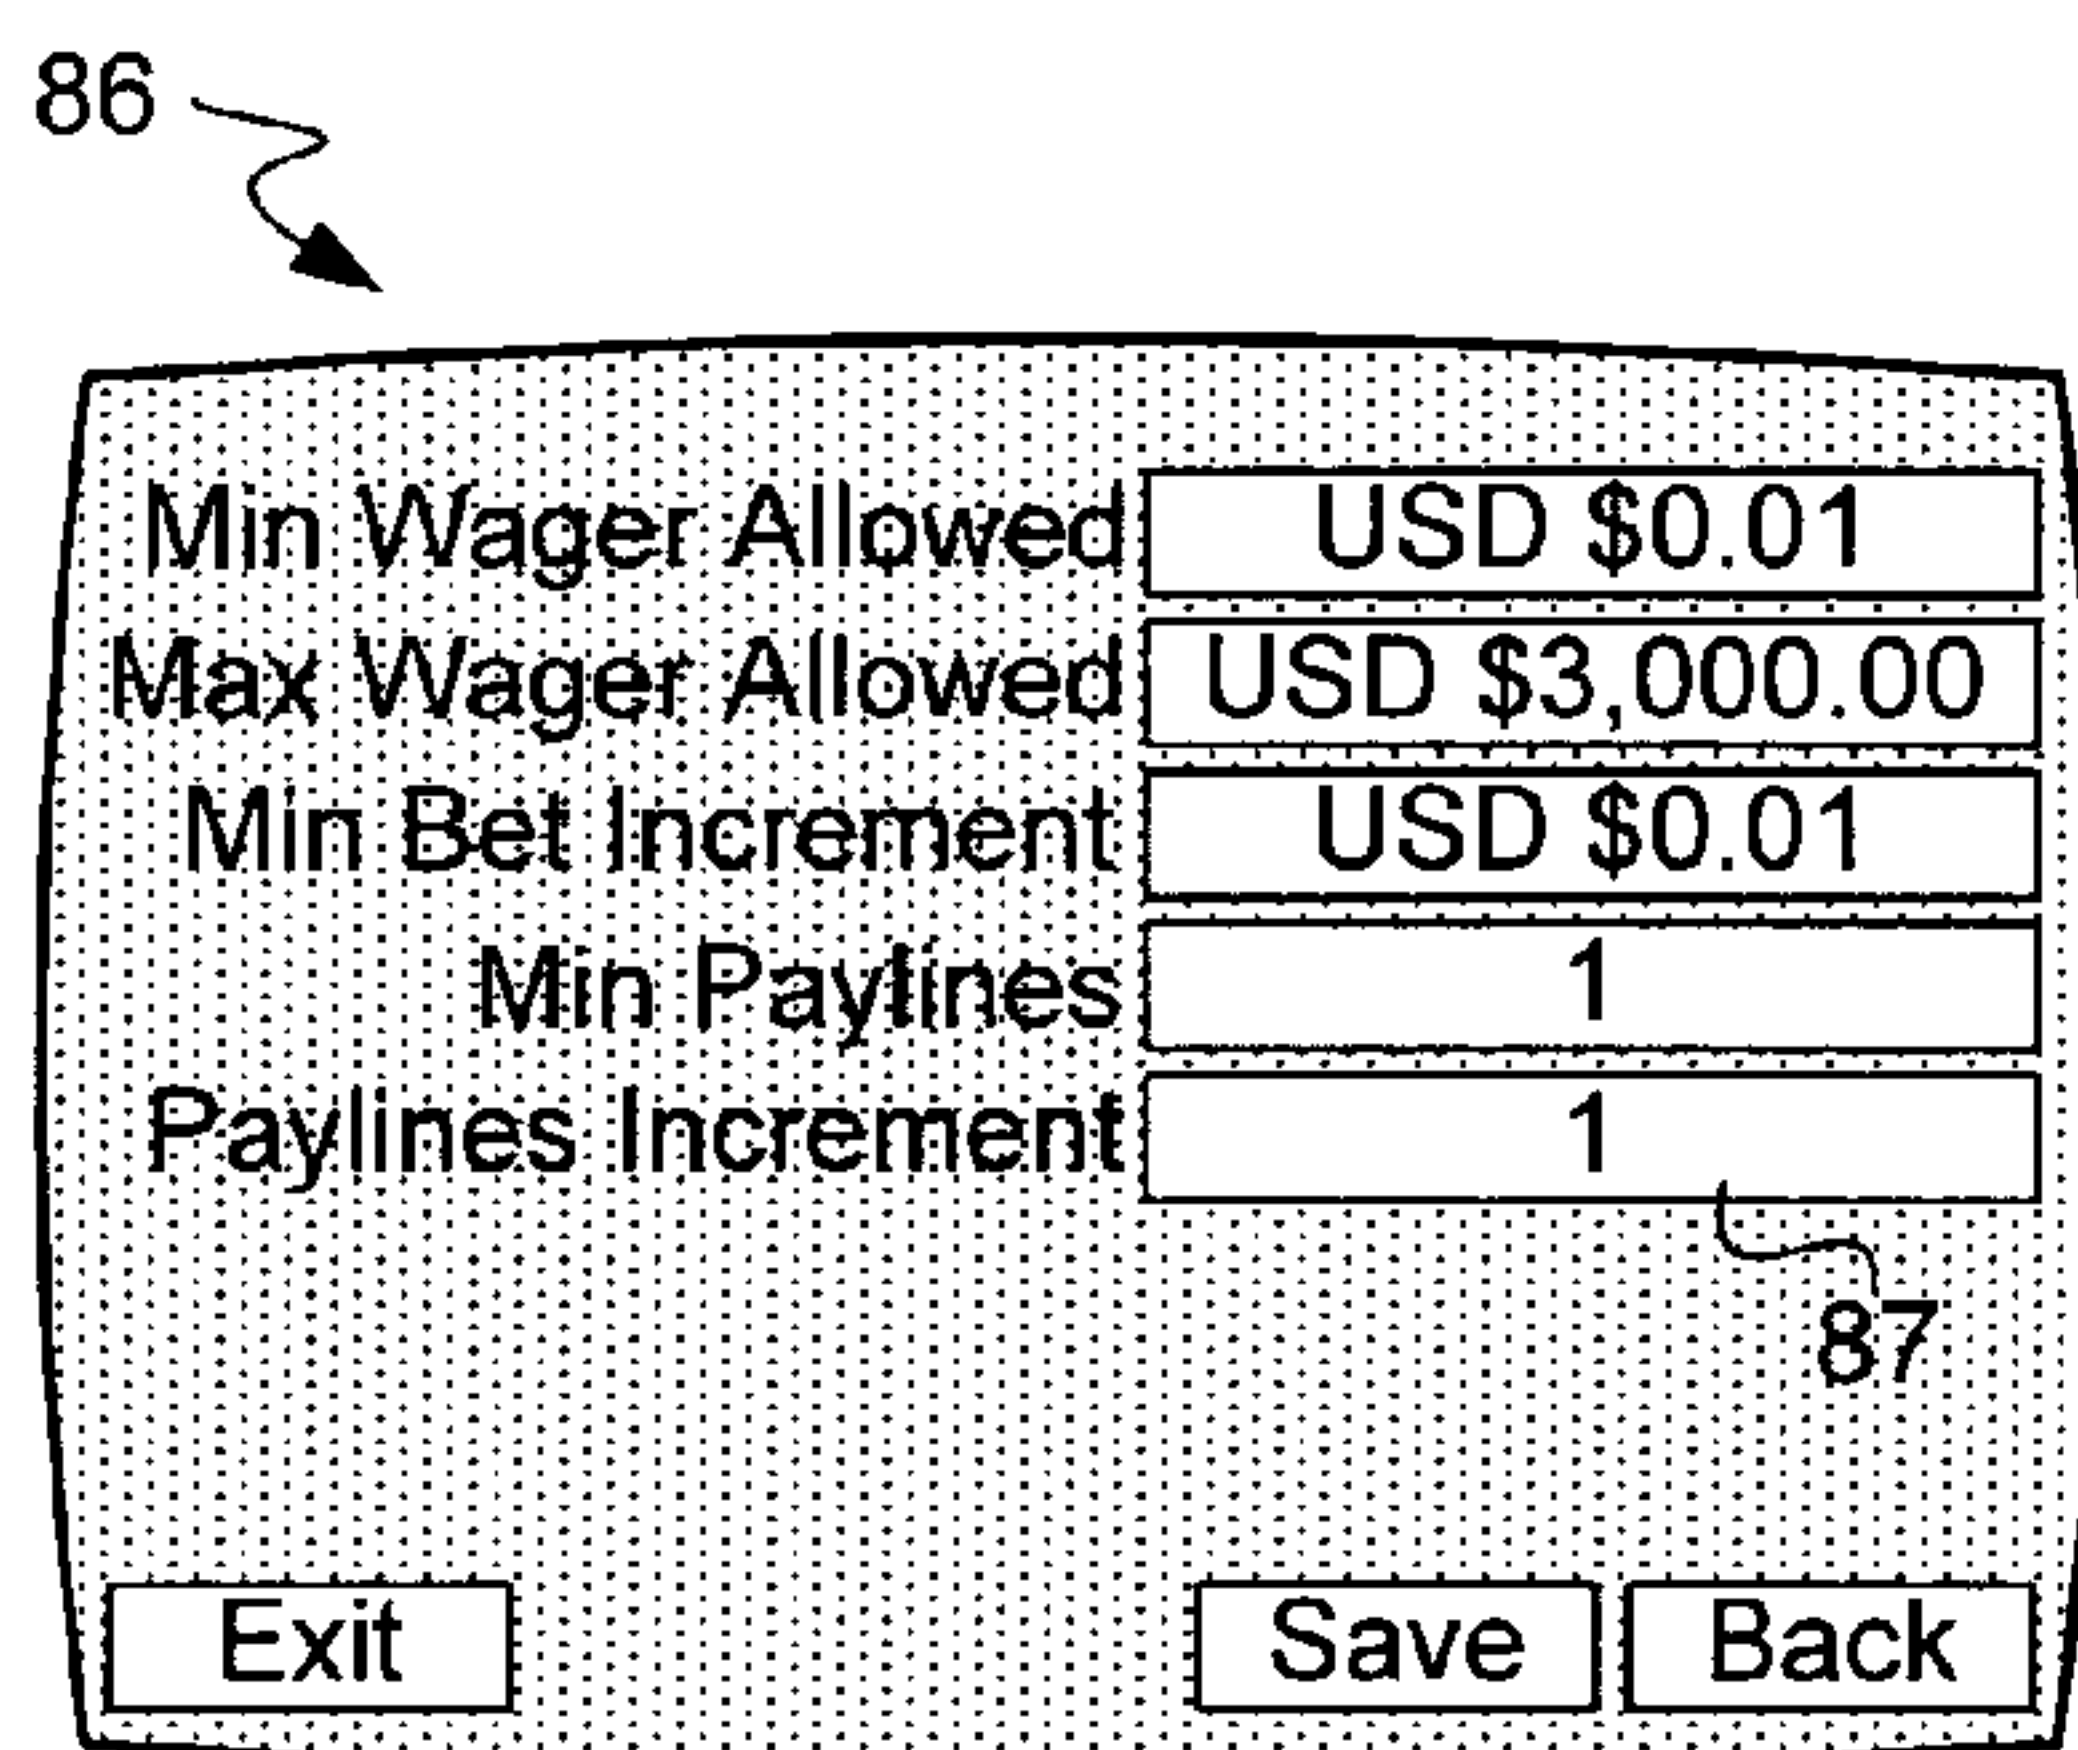 86
Min Wager Allowed USD $0.01
Max Wager Allowed USD $3,000.00
Min Bet Increment USD $0.01
Min Paylines 1
Paylines Increment 1
87
Exit Save Back